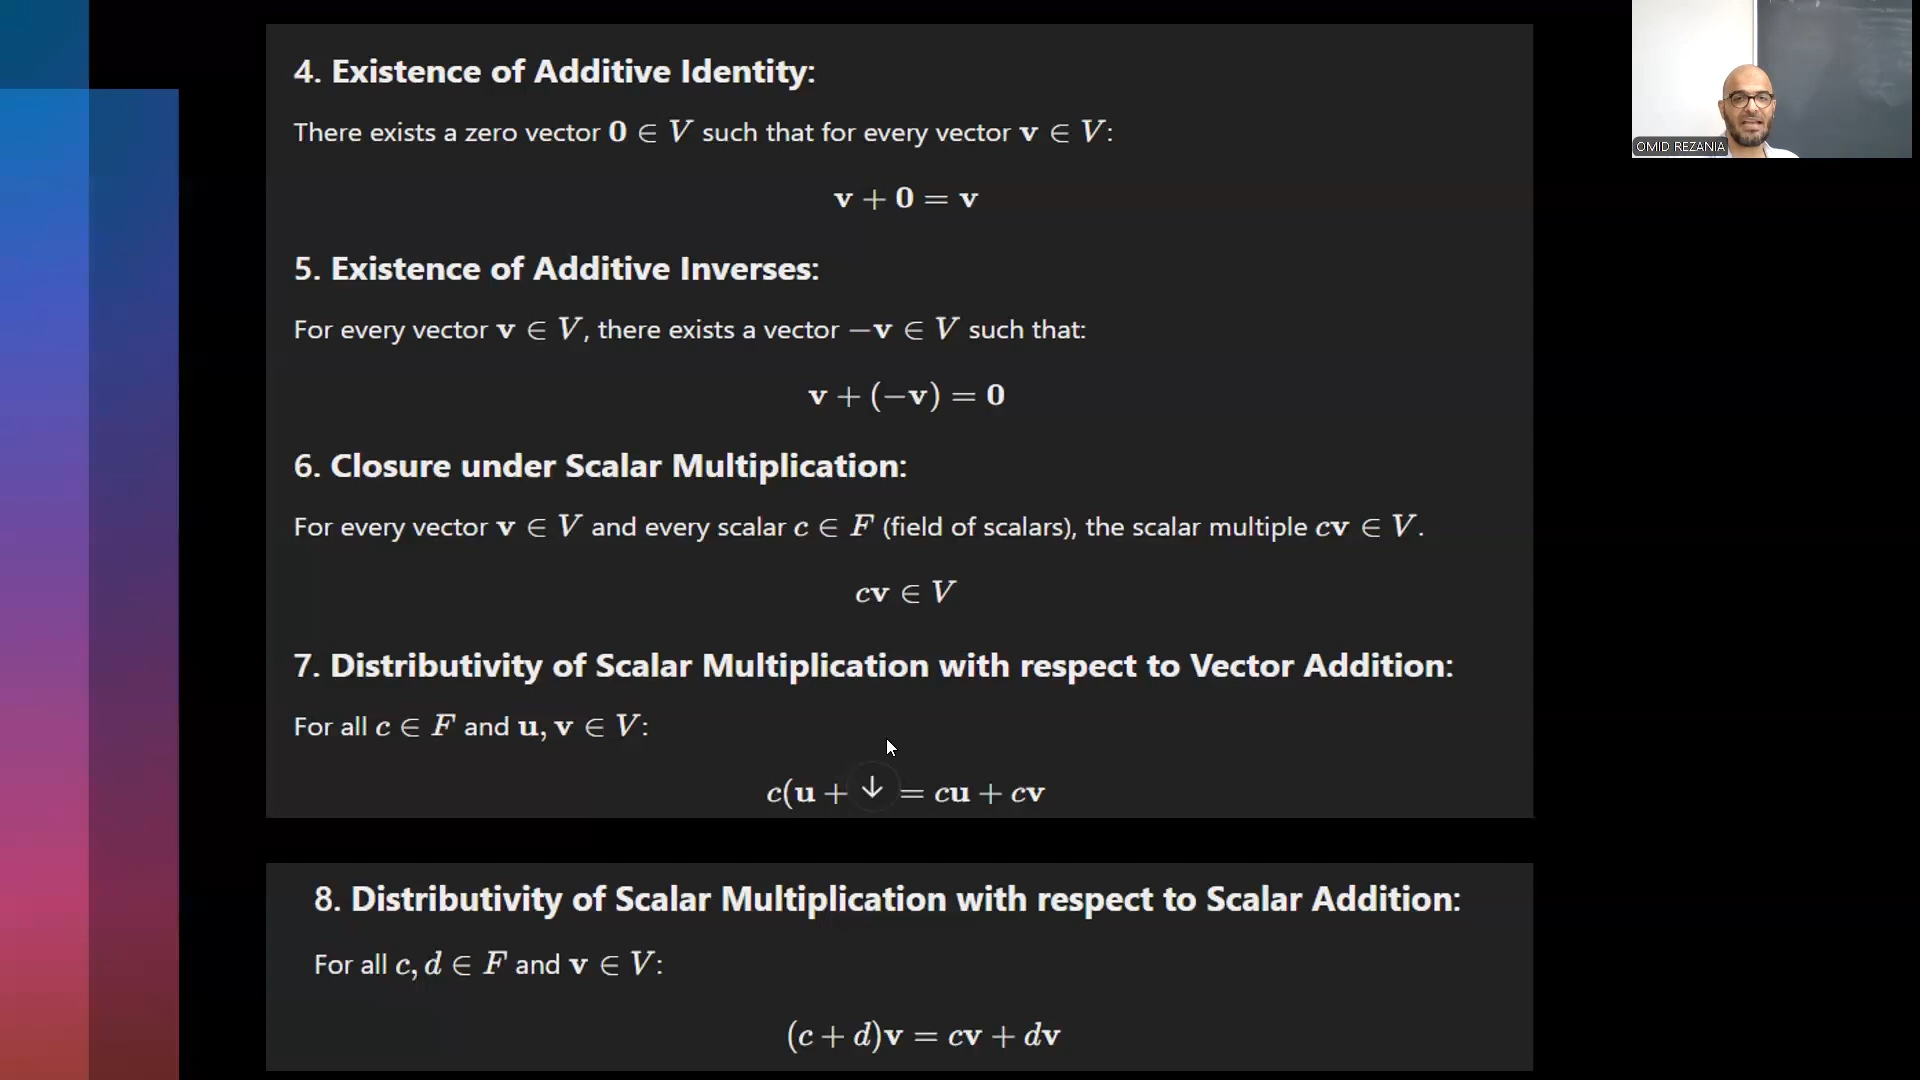 4. Existence of Additive Identity:
There exists a zero vector 𝟎 ∈ V such that for every vector 𝐯 ∈ V:
𝐯 + 𝟎 = 𝐯
5. Existence of Additive Inverses:
For every vector 𝐯 ∈ V, there exists a vector −𝐯 ∈ V such that:
𝐯 + (−𝐯) = 𝟎
6. Closure under Scalar Multiplication:
For every vector 𝐯 ∈ V and every scalar c ∈ F (field of scalars), the scalar multiple c𝐯 ∈ V.
c𝐯 ∈ V
7. Distributivity of Scalar Multiplication with respect to Vector Addition:
For all c ∈ F and 𝐮, 𝐯 ∈ V:
c(𝐮 + ↓ = c𝐮 + c𝐯
8. Distributivity of Scalar Multiplication with respect to Scalar Addition:
For all c, d ∈ F and 𝐯 ∈ V:
(c + d)𝐯 = c𝐯 + d𝐯
OMID REZANIA